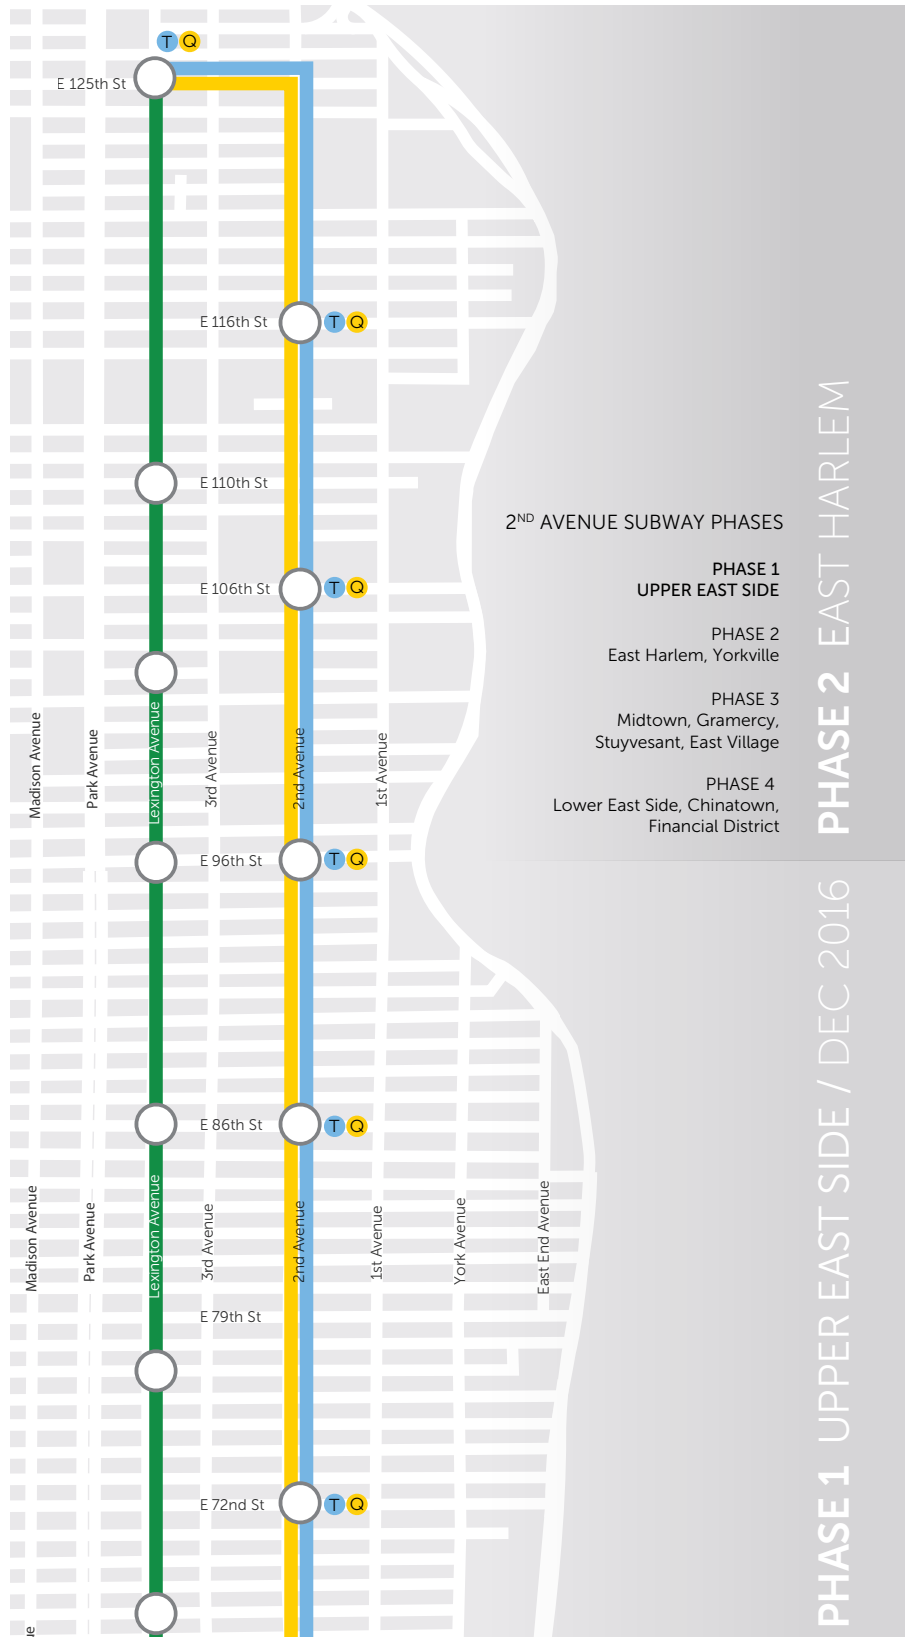 T Q
E 125th St
E 116th St T Q
E 110th St
2ND AVENUE SUBWAY PHASES
PHASE 1
UPPER EAST SIDE
E 106th St T Q
PHASE 2
East Harlem, Yorkville
PHASE 3
Midtown, Gramercy,
Stuyvesant, East Village
PHASE 4
Lower East Side, Chinatown,
Financial District
Madison Avenue
Park Avenue
Lexington Avenue
3rd Avenue
2nd Avenue
1st Avenue
PHASE 2 EAST HARLEM
E 96th St T Q
E 86th St T Q
Madison Avenue
Park Avenue
Lexington Avenue
3rd Avenue
2nd Avenue
1st Avenue
York Avenue
East End Avenue
E 79th St
E 72nd St T Q
PHASE 1 UPPER EAST SIDE / DEC 2016
ue